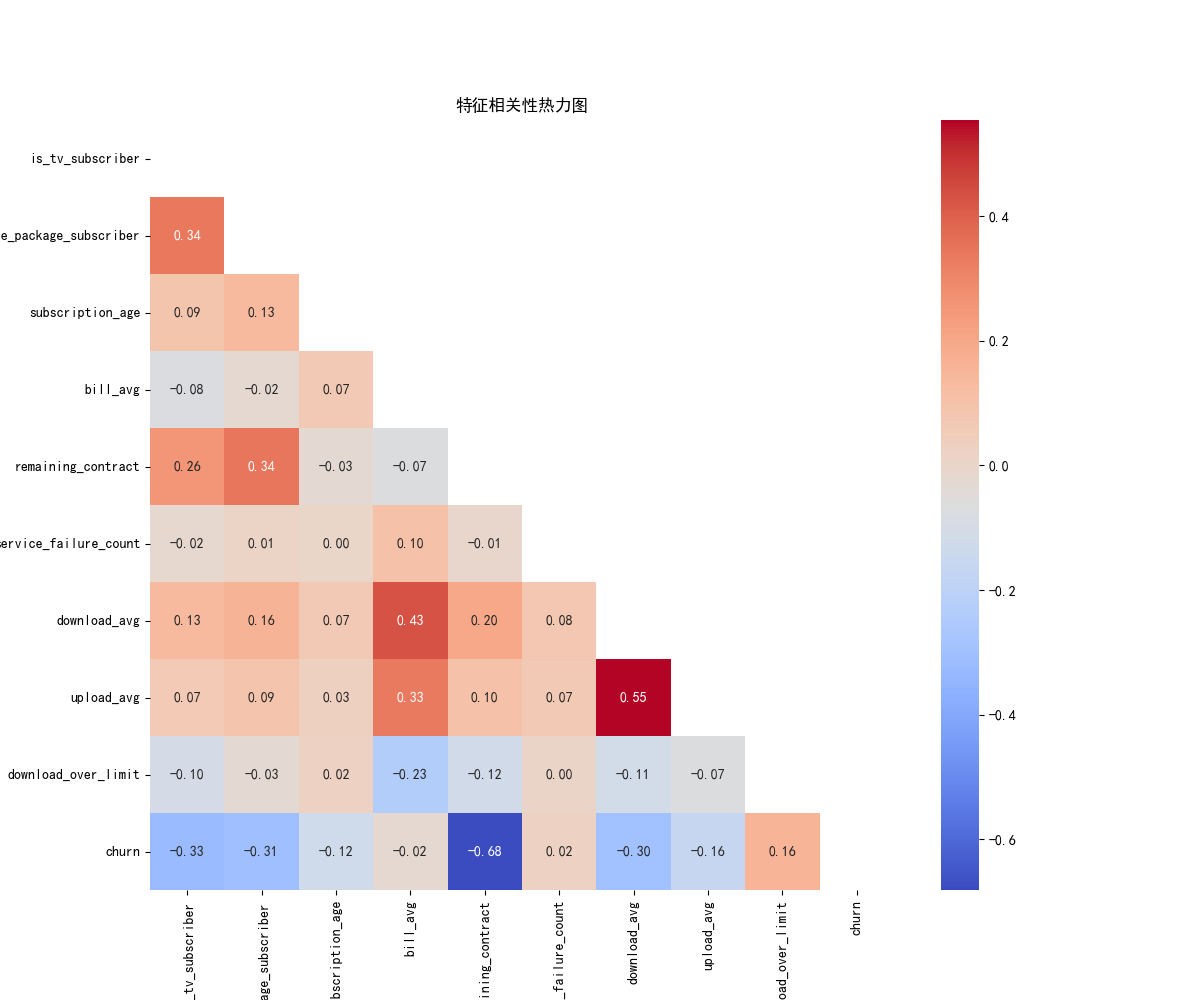 特征相关性热力图
is_tv_subscriber
e_package_subscriber
0.34
subscription_age
0.09 0.13
bill_avg
-0.08 -0.02 0.07
remaining_contract
0.26 0.34 -0.03 -0.07
service_failure_count
-0.02 0.01 0.00 0.10 -0.01
download_avg
0.13 0.16 0.07 0.43 0.20 0.08
upload_avg
0.07 0.09 0.03 0.33 0.10 0.07 0.55
download_over_limit
-0.10 -0.03 0.02 -0.23 -0.12 0.00 -0.11 -0.07
churn
-0.33 -0.31 -0.12 -0.02 -0.68 0.02 -0.30 -0.16 0.16
_tv_subscriber
age_subscriber
bscription_age
bill_avg
ining_contract
_failure_count
download_avg
upload_avg
oad_over_limit
churn
0.4
0.2
0.0
-0.2
-0.4
-0.6